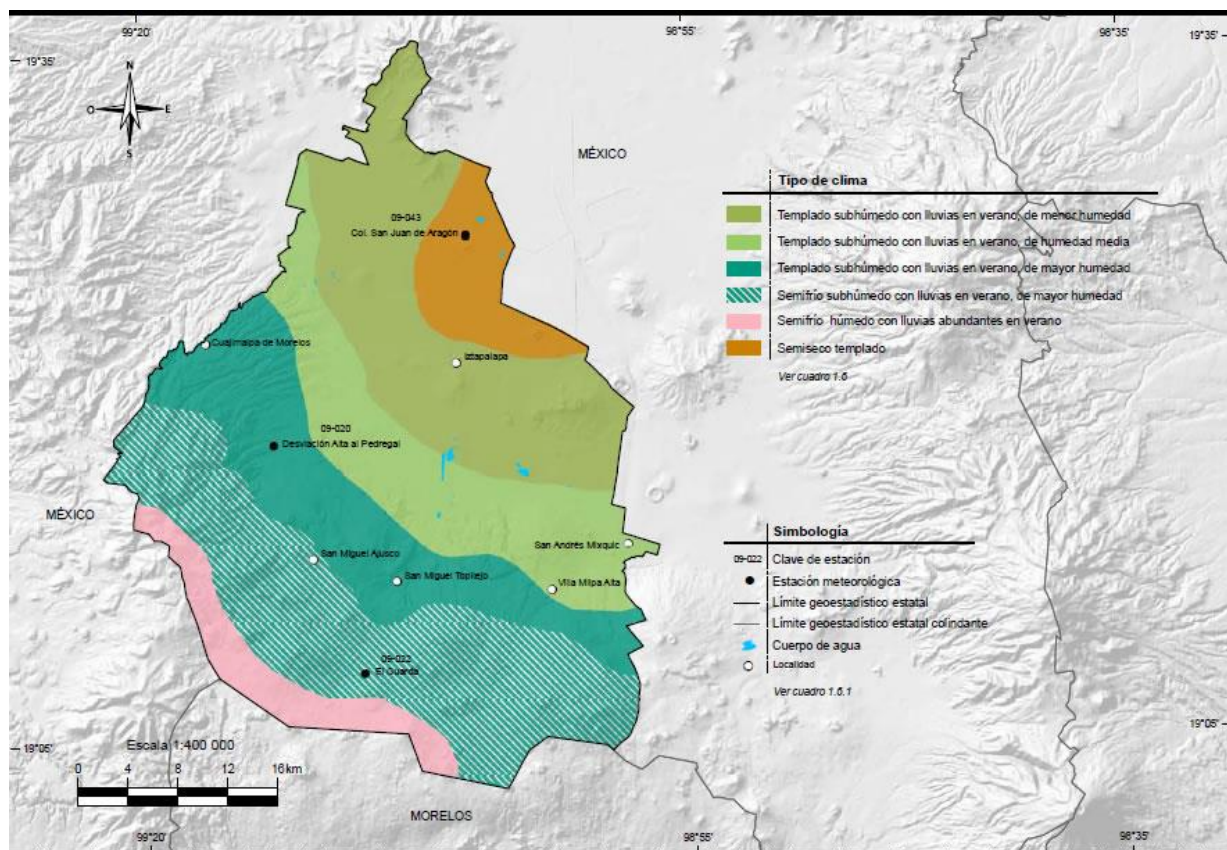 99°20'
98°55'
98°35'
19°35'
19°35'
N
O
E
S
MÉXICO
09-043
Col. San Juan de Aragón
Cuajimalpa de Morelos
Iztapalapa
09-020
Desviación Alta al Pedregal
MÉXICO
San Miguel Ajusco
San Miguel Topilejo
San Andrés Mixquic
Villa Milpa Alta
09-022
El Guarda
Tipo de clima
Templado subhúmedo con lluvias en verano, de menor humedad
Templado subhúmedo con lluvias en verano, de humedad media
Templado subhúmedo con lluvias en verano, de mayor humedad
Semifrío subhúmedo con lluvias en verano, de mayor humedad
Semifrío húmedo con lluvias abundantes en verano
Semiseco templado
Ver cuadro 1.6
Simbología
09-022 Clave de estación
Estación meteorológica
Límite geoestadístico estatal
Límite geoestadístico estatal colindante
Cuerpo de agua
Localidad
Ver cuadro 1.6.1
19°05'
19°05'
Escala 1:400 000
0 4 8 12 16km
MORELOS
99°20'
98°55'
98°35'